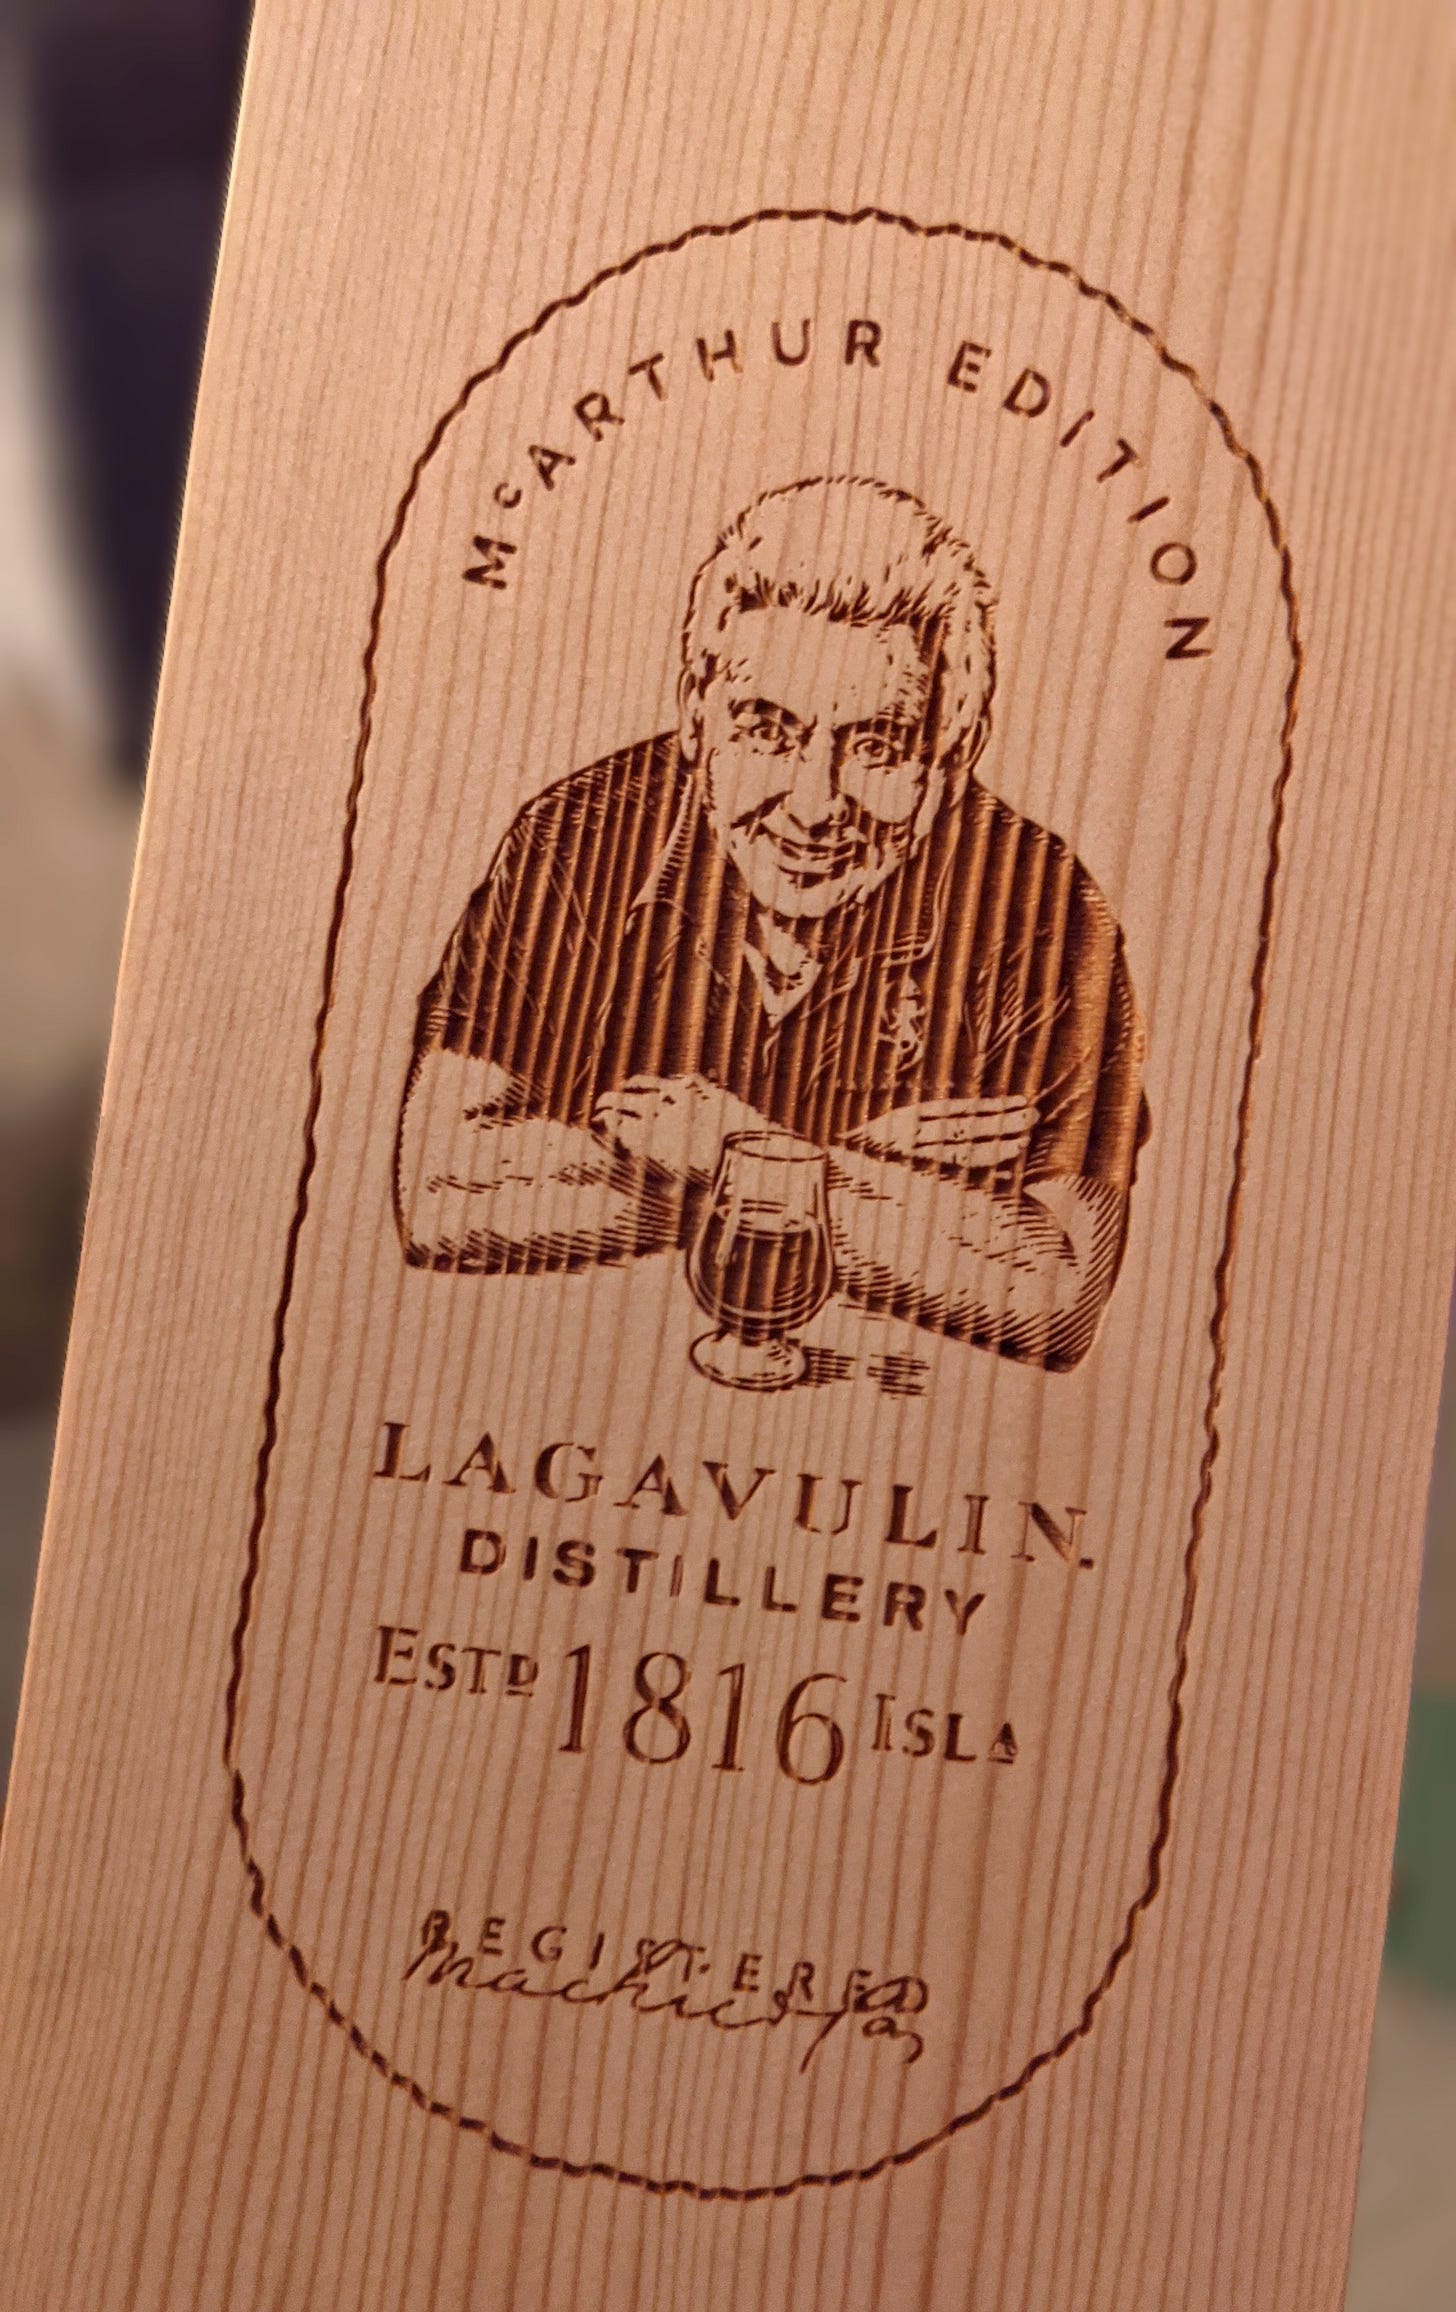 McARTHUR EDITION
LAGAVULIN.
DISTILLERY
ESTD 1816 ISLA
REGISTERED